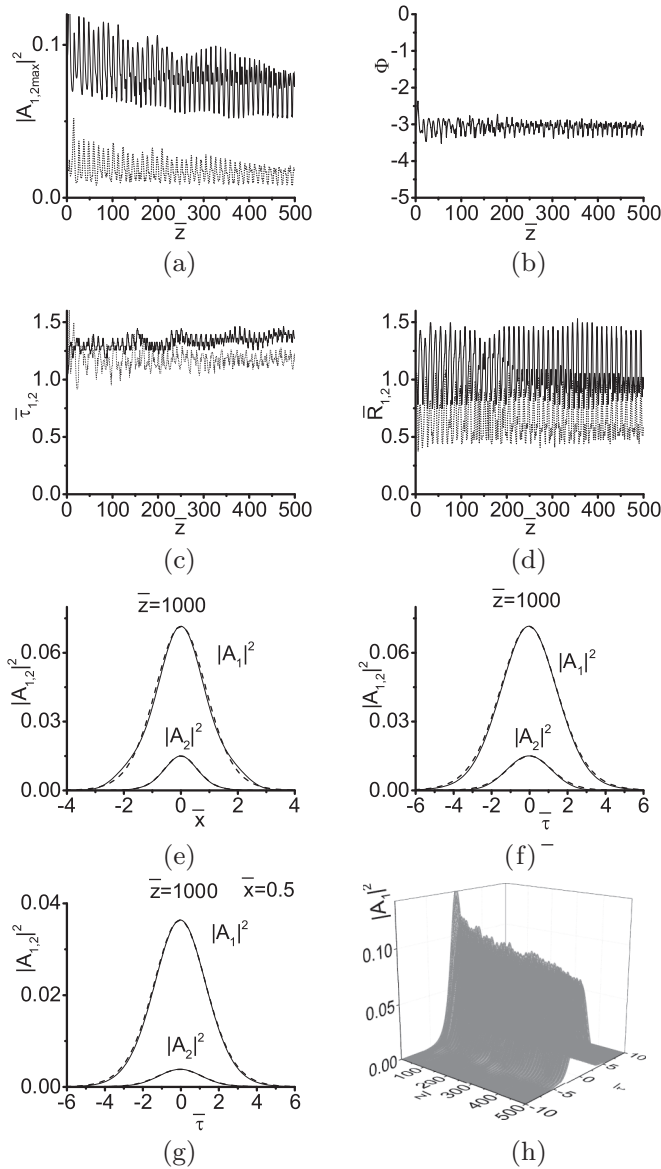 |A₁,₂ₘₐₓ|²
0.1
0.0
0 100 200 300 400 500
z̄
(a)
Φ
0
-1
-2
-3
-4
-5
0 100 200 300 400 500
z̄
(b)
τ̄₁,₂
1.5
1.0
0.5
0.0
0 100 200 300 400 500
z̄
(c)
R̄₁,₂
1.5
1.0
0.5
0.0
0 100 200 300 400 500
z̄
(d)
z̄=1000
|A₁,₂|²
0.06
0.03
0.00
|A₁|²
|A₂|²
-4 -2 0 2 4
x̄
(e)
z̄=1000
|A₁,₂|²
0.06
0.03
0.00
|A₁|²
|A₂|²
-6 -4 -2 0 2 4 6
τ̄
(f)
z̄=1000 x̄=0.5
|A₁,₂|²
0.04
0.02
0.00
|A₁|²
|A₂|²
-6 -4 -2 0 2 4 6
τ̄
(g)
|A₁|²
0.10
0.05
0.00
100
200
300
400
500
z̄
-10
-5
0
5
10
τ̄
(h)